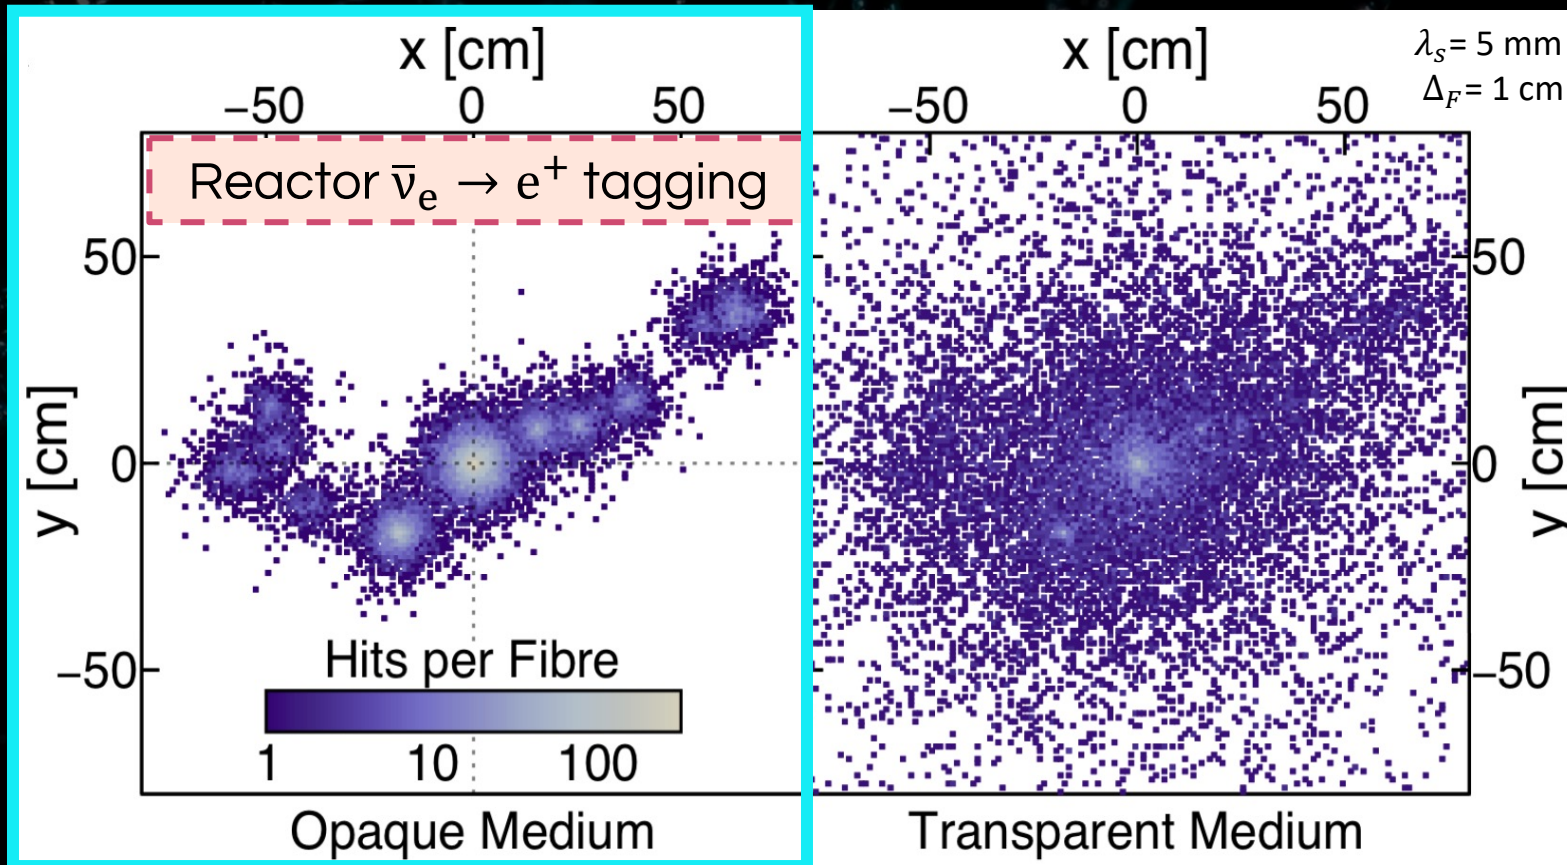 x [cm]
−50 0 50
Reactor ν̄ₑ → e⁺ tagging
50
0
−50
y [cm]
Hits per Fibre
1 10 100
Opaque Medium
x [cm]
−50 0 50
λₛ= 5 mm
Δ_F= 1 cm
50
0
−50
y [cm]
Transparent Medium